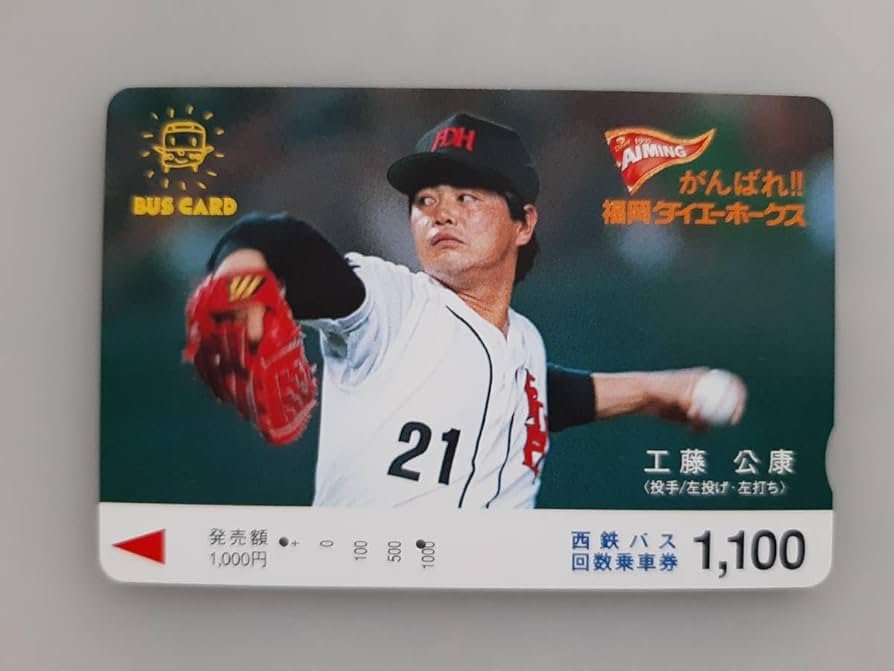 BUS CARD
FDH
AIMING
がんばれ!!
福岡ダイエーホークス
21
工藤 公康
〈投手/左投げ・左打ち〉
発売額
1,000円
+ 0 100 500 1000
西鉄バス
回数乗車券
1,100